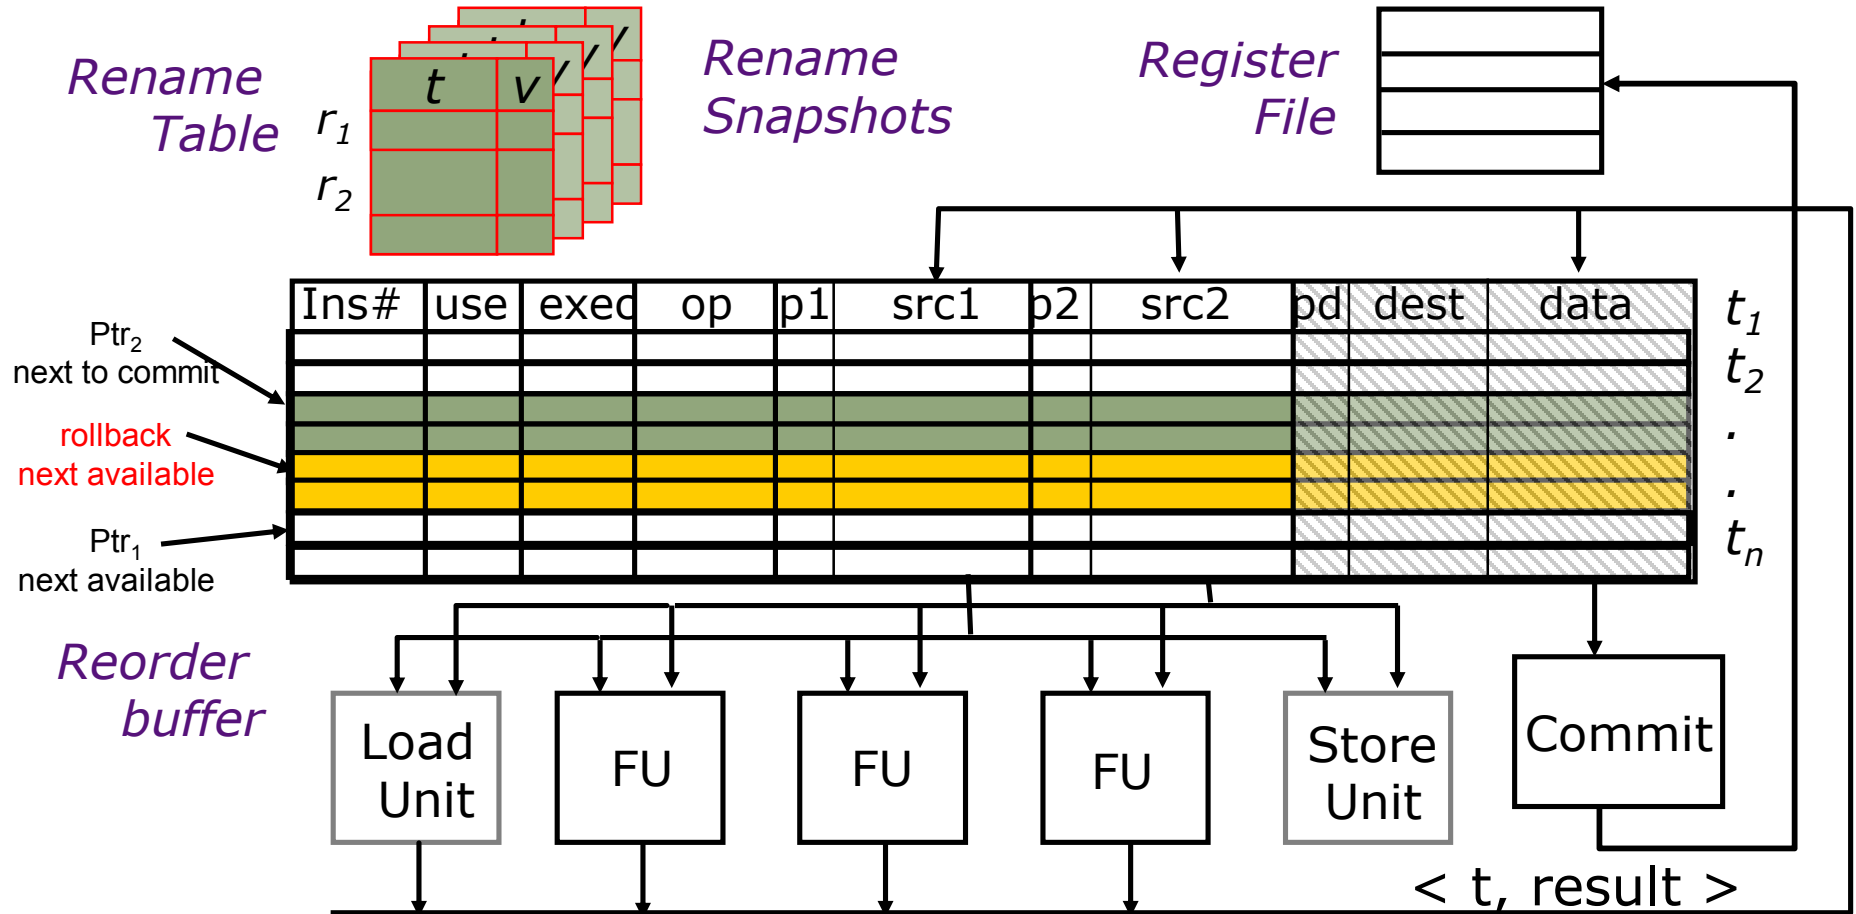 Rename
Table
t v
r1
r2
Rename
Snapshots
Register
File
Ins# use exec op p1 src1 p2 src2 pd dest data
t1
t2
.
.
tn
Ptr2
next to commit
rollback
next available
Ptr1
next available
Reorder
buffer
Load
Unit
FU
FU
FU
Store
Unit
Commit
< t, result >